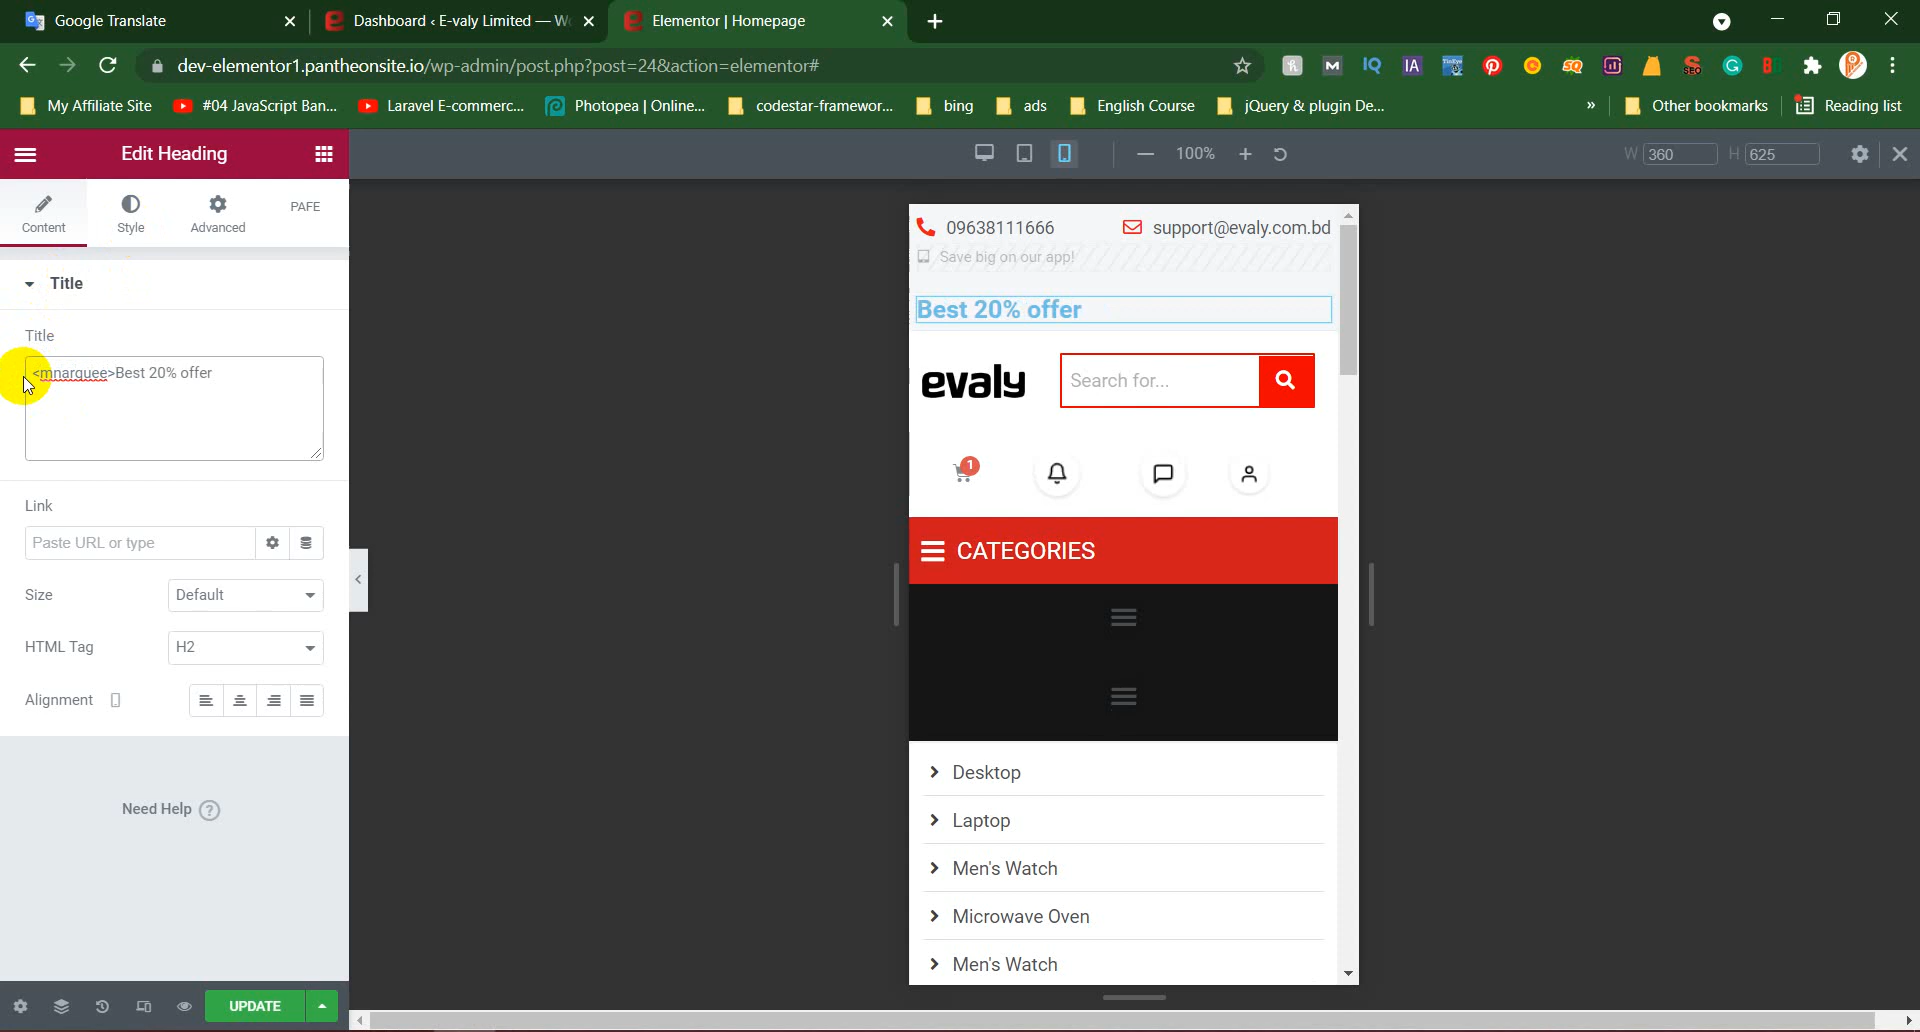 Google Translate
Dashboard ‹ E-valy Limited — W
Elementor | Homepage
dev-elementor1.pantheonsite.io/wp-admin/post.php?post=24&action=elementor#
My Affiliate Site
#04 JavaScript Ban...
Laravel E-commerc...
Photopea | Online...
codestar-framewor...
bing
ads
English Course
jQuery & plugin De...
»
Other bookmarks
Reading list
Edit Heading
100%
W 360
H 625
Content
Style
Advanced
PAFE
Title
Title
<mnarquee>Best 20% offer
Link
Paste URL or type
Size
Default
HTML Tag
H2
Alignment
Need Help ?
UPDATE
09638111666
support@evaly.com.bd
Save big on our app!
Best 20% offer
evaly
Search for...
1
CATEGORIES
Desktop
Laptop
Men's Watch
Microwave Oven
Men's Watch